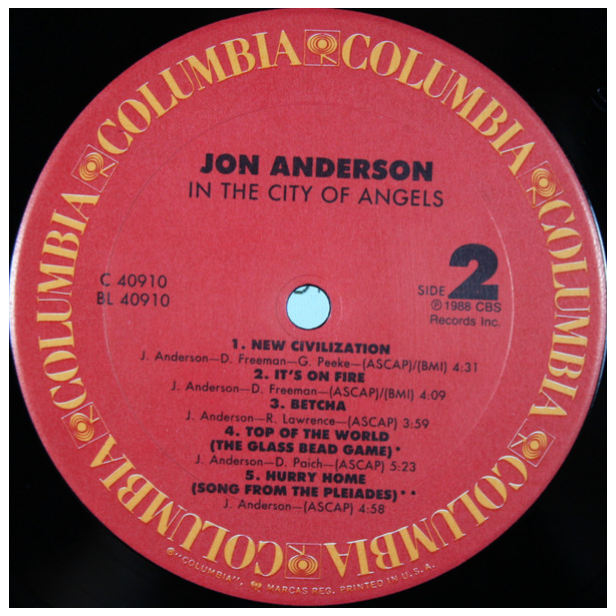 COLUMBIA COLUMBIA COLUMBIA COLUMBIA COLUMBIA COLUMBIA COLUMBIA COLUMBIA
JON ANDERSON
IN THE CITY OF ANGELS
C 40910
BL 40910
SIDE 2
Ⓟ 1988 CBS
Records Inc.
1. NEW CIVILIZATION
J. Anderson—D. Freeman—G. Peeke—(ASCAP)/(BMI) 4:31
2. IT'S ON FIRE
J. Anderson—D. Freeman—(ASCAP)/(BMI) 4:09
3. BETCHA
J. Anderson—R. Lawrence—(ASCAP) 3:59
4. TOP OF THE WORLD
(THE GLASS BEAD GAME)*
J. Anderson—D. Paich—(ASCAP) 5:23
5. HURRY HOME
(SONG FROM THE PLEIADES)**
J. Anderson—(ASCAP) 4:58
®"COLUMBIA", MARCAS REG. PRINTED IN U.S.A.